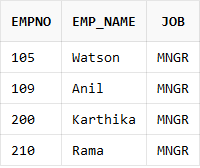 EMPNO EMP_NAME JOB
105 Watson MNGR
109 Anil MNGR
200 Karthika MNGR
210 Rama MNGR